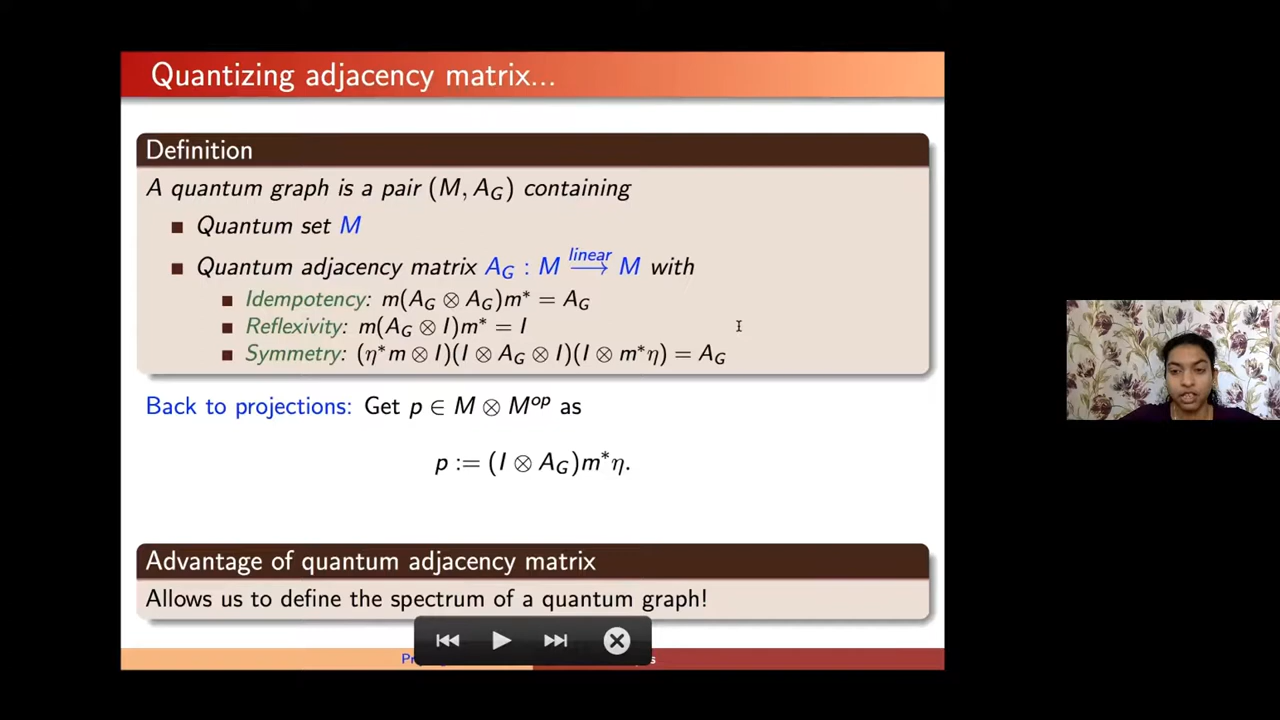 Quantizing adjacency matrix...
Definition
A quantum graph is a pair (M, A_G) containing
■ Quantum set M
■ Quantum adjacency matrix A_G : M \xrightarrow{linear} M with
■ Idempotency: m(A_G ⊗ A_G)m* = A_G
■ Reflexivity: m(A_G ⊗ I)m* = I
■ Symmetry: (η*m ⊗ I)(I ⊗ A_G ⊗ I)(I ⊗ m*η) = A_G
Back to projections: Get p ∈ M ⊗ M^{op} as
p := (I ⊗ A_G)m*η.
Advantage of quantum adjacency matrix
Allows us to define the spectrum of a quantum graph!